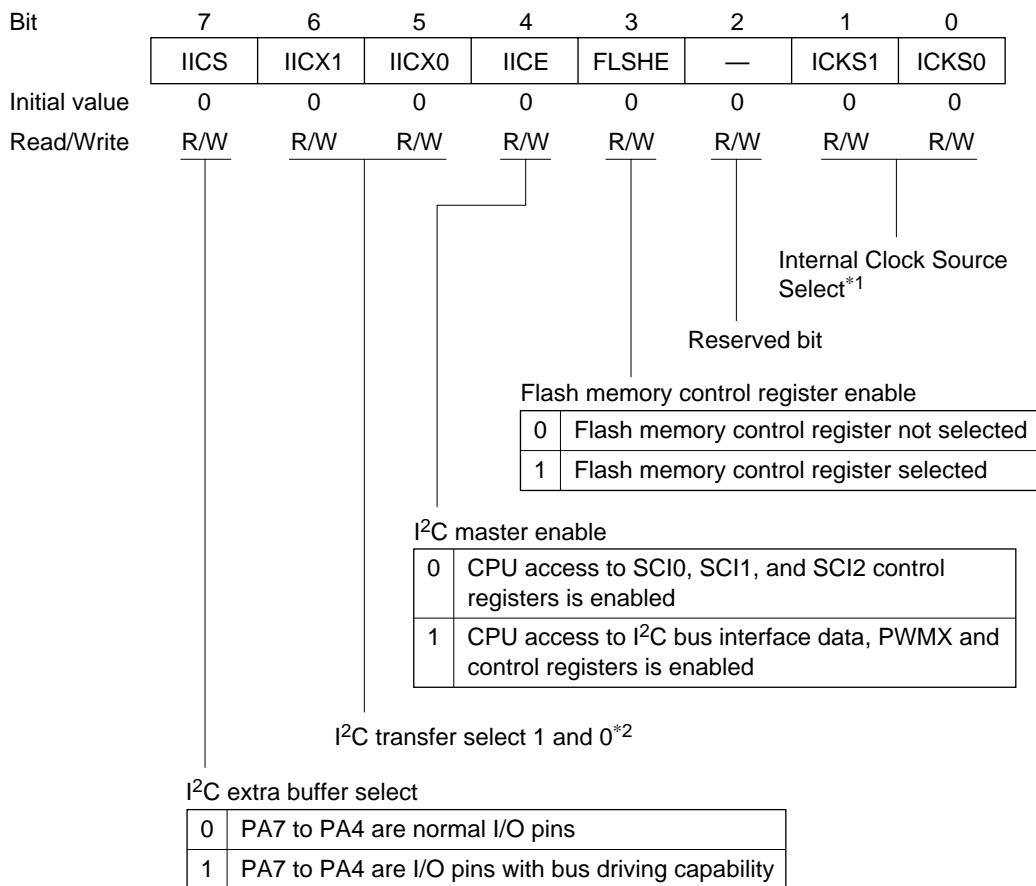 Bit 7 6 5 4 3 2 1 0
IICS IICX1 IICX0 IICE FLSHE — ICKS1 ICKS0
Initial value 0 0 0 0 0 0 0 0
Read/Write R/W R/W R/W R/W R/W R/W R/W R/W
Internal Clock Source
Select*1
Reserved bit
Flash memory control register enable
0 Flash memory control register not selected
1 Flash memory control register selected
I2C master enable
0 CPU access to SCI0, SCI1, and SCI2 control
registers is enabled
1 CPU access to I2C bus interface data, PWMX and
control registers is enabled
I2C transfer select 1 and 0*2
I2C extra buffer select
0 PA7 to PA4 are normal I/O pins
1 PA7 to PA4 are I/O pins with bus driving capability